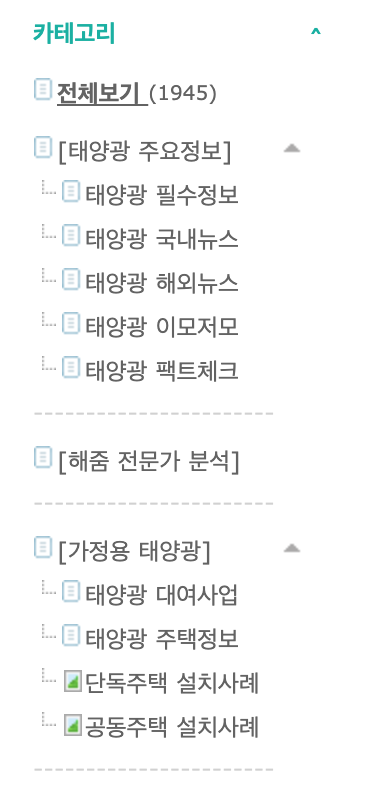 카테고리
전체보기 (1945)
[태양광 주요정보]
태양광 필수정보
태양광 국내뉴스
태양광 해외뉴스
태양광 이모저모
태양광 팩트체크
[해줌 전문가 분석]
[가정용 태양광]
태양광 대여사업
태양광 주택정보
단독주택 설치사례
공동주택 설치사례